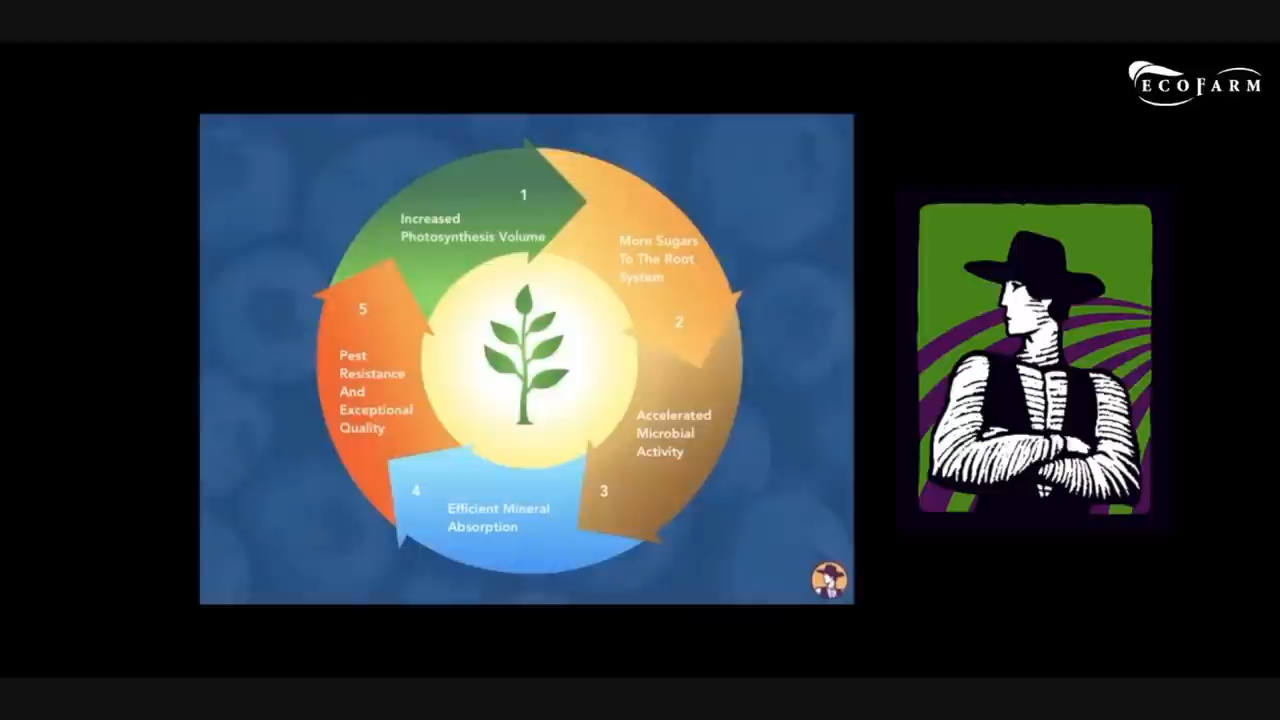 ECOFARM
1
Increased
Photosynthesis Volume
More Sugars
To The Root
System
2
Accelerated
Microbial
Activity
3
4
Efficient Mineral
Absorption
5
Pest
Resistance
And
Exceptional
Quality